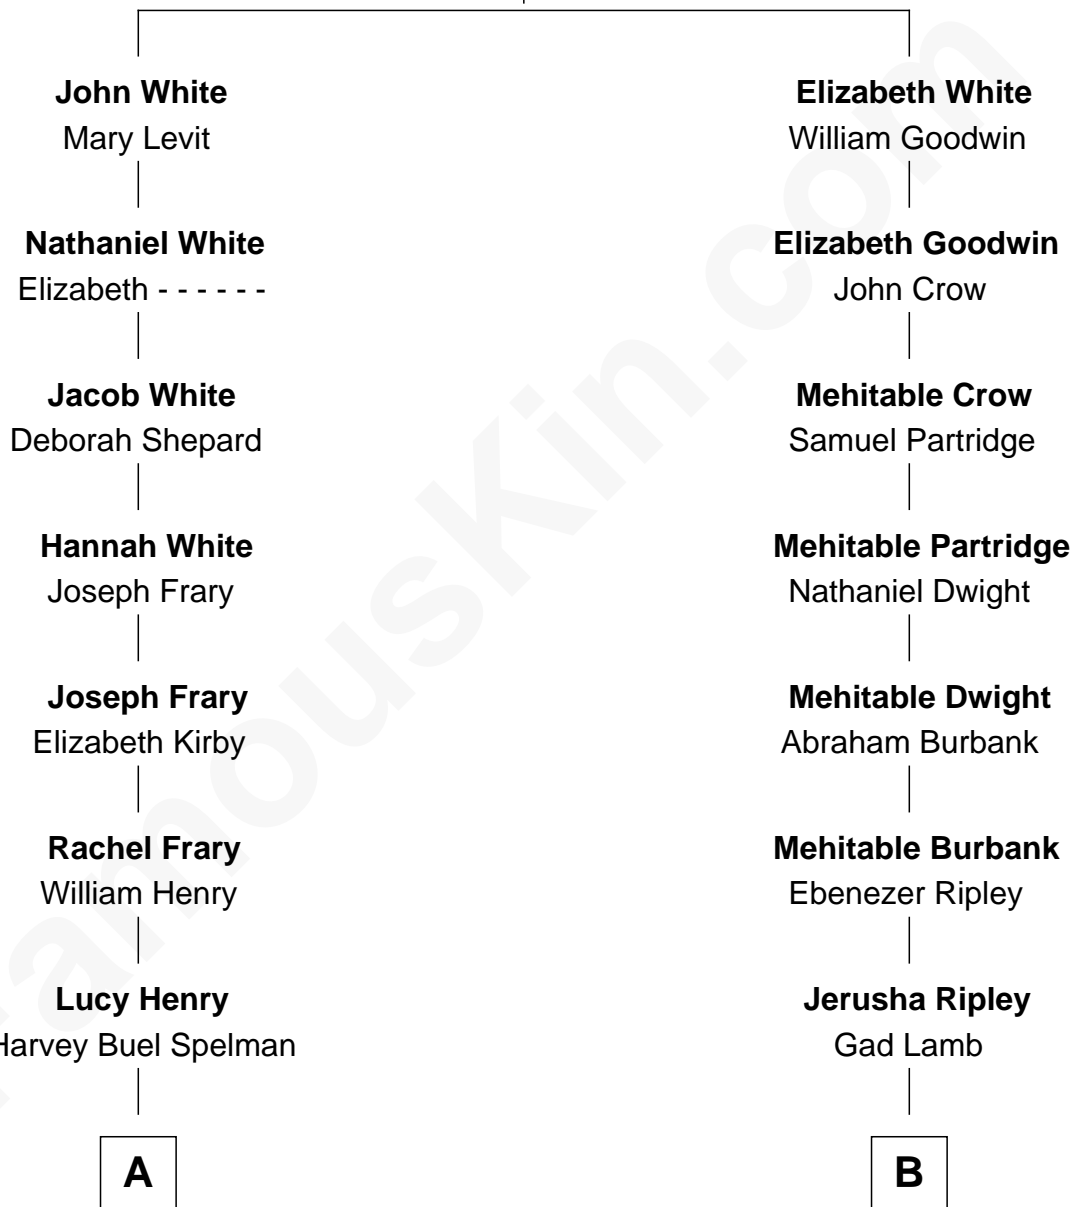 John White
Mary Levit
Nathaniel White
Elizabeth - - - - - -
Jacob White
Deborah Shepard
Hannah White
Joseph Frary
Joseph Frary
Elizabeth Kirby
Rachel Frary
William Henry
Lucy Henry
Harvey Buel Spelman
A
Elizabeth White
William Goodwin
Elizabeth Goodwin
John Crow
Mehitable Crow
Samuel Partridge
Mehitable Partridge
Nathaniel Dwight
Mehitable Dwight
Abraham Burbank
Mehitable Burbank
Ebenezer Ripley
Jerusha Ripley
Gad Lamb
B
FamousKin.com